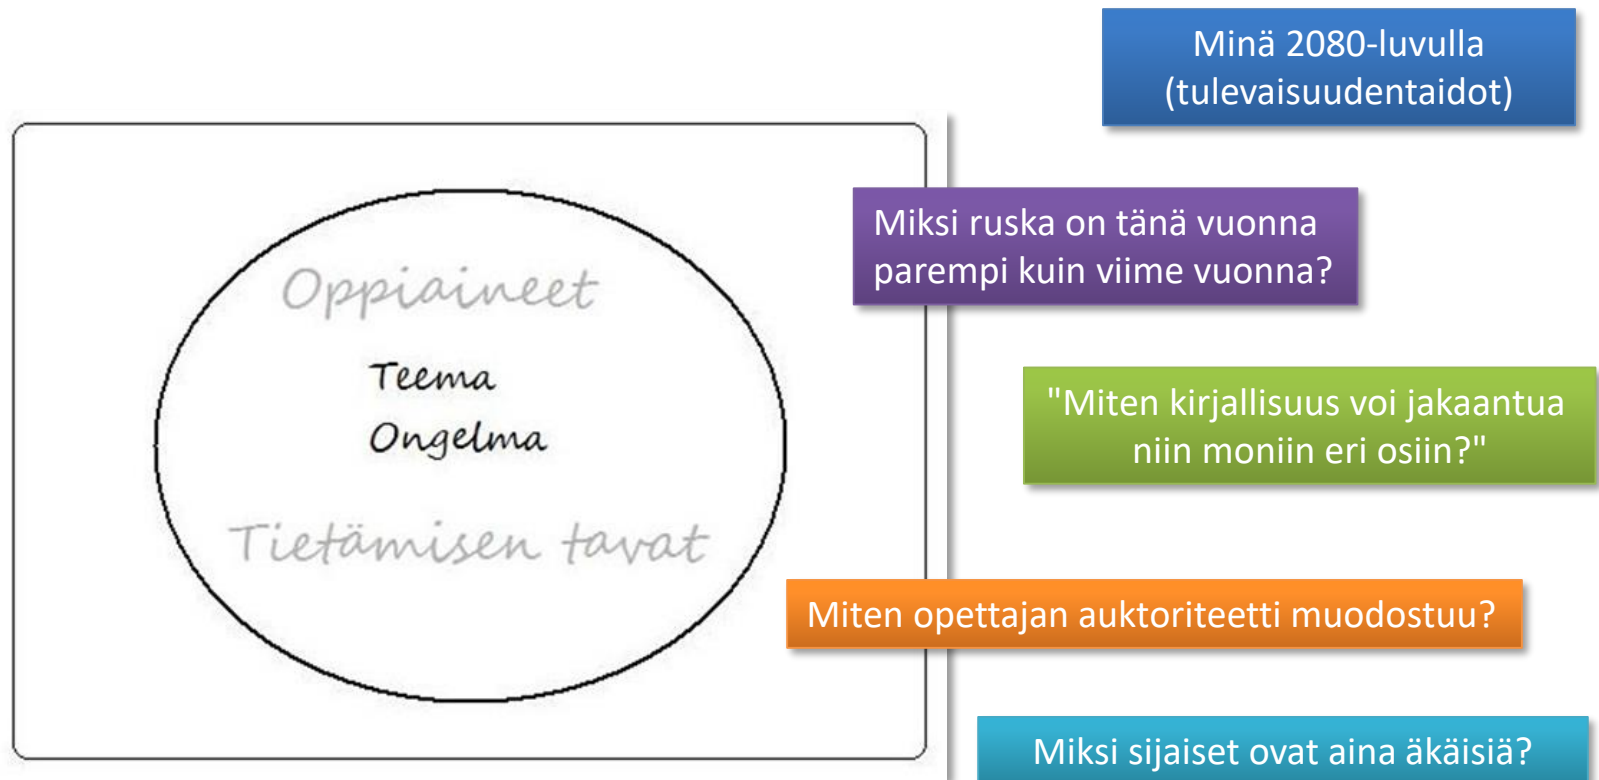 Minä 2080-luvulla
(tulevaisuudentaidot)
Miksi ruska on tänä vuonna
parempi kuin viime vuonna?
Oppiaineet
Teema
Ongelma
Tietämisen tavat
"Miten kirjallisuus voi jakaantua
niin moniin eri osiin?"
Miten opettajan auktoriteetti muodostuu?
Miksi sijaiset ovat aina äkäisiä?